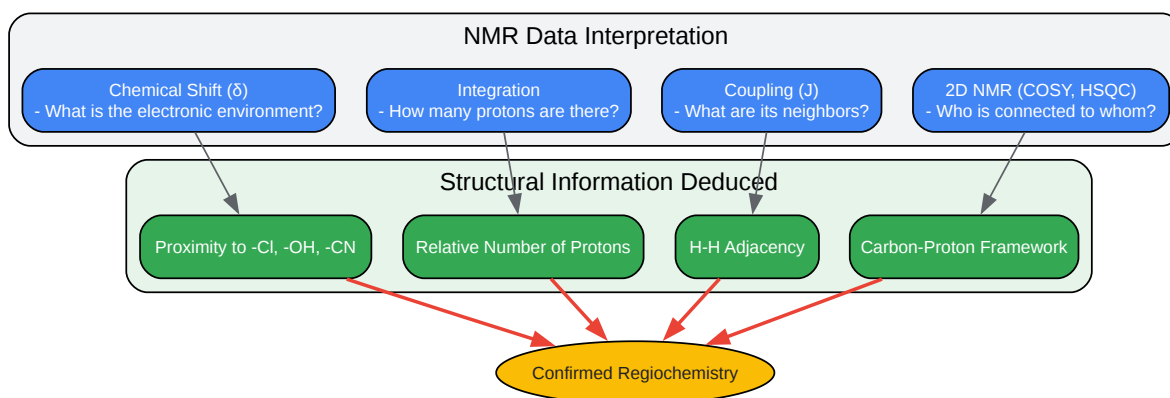 NMR Data Interpretation
Chemical Shift (δ)
- What is the electronic environment?
Integration
- How many protons are there?
Coupling (J)
- What are its neighbors?
2D NMR (COSY, HSQC)
- Who is connected to whom?
Structural Information Deduced
Proximity to -Cl, -OH, -CN
Relative Number of Protons
H-H Adjacency
Carbon-Proton Framework
Confirmed Regiochemistry